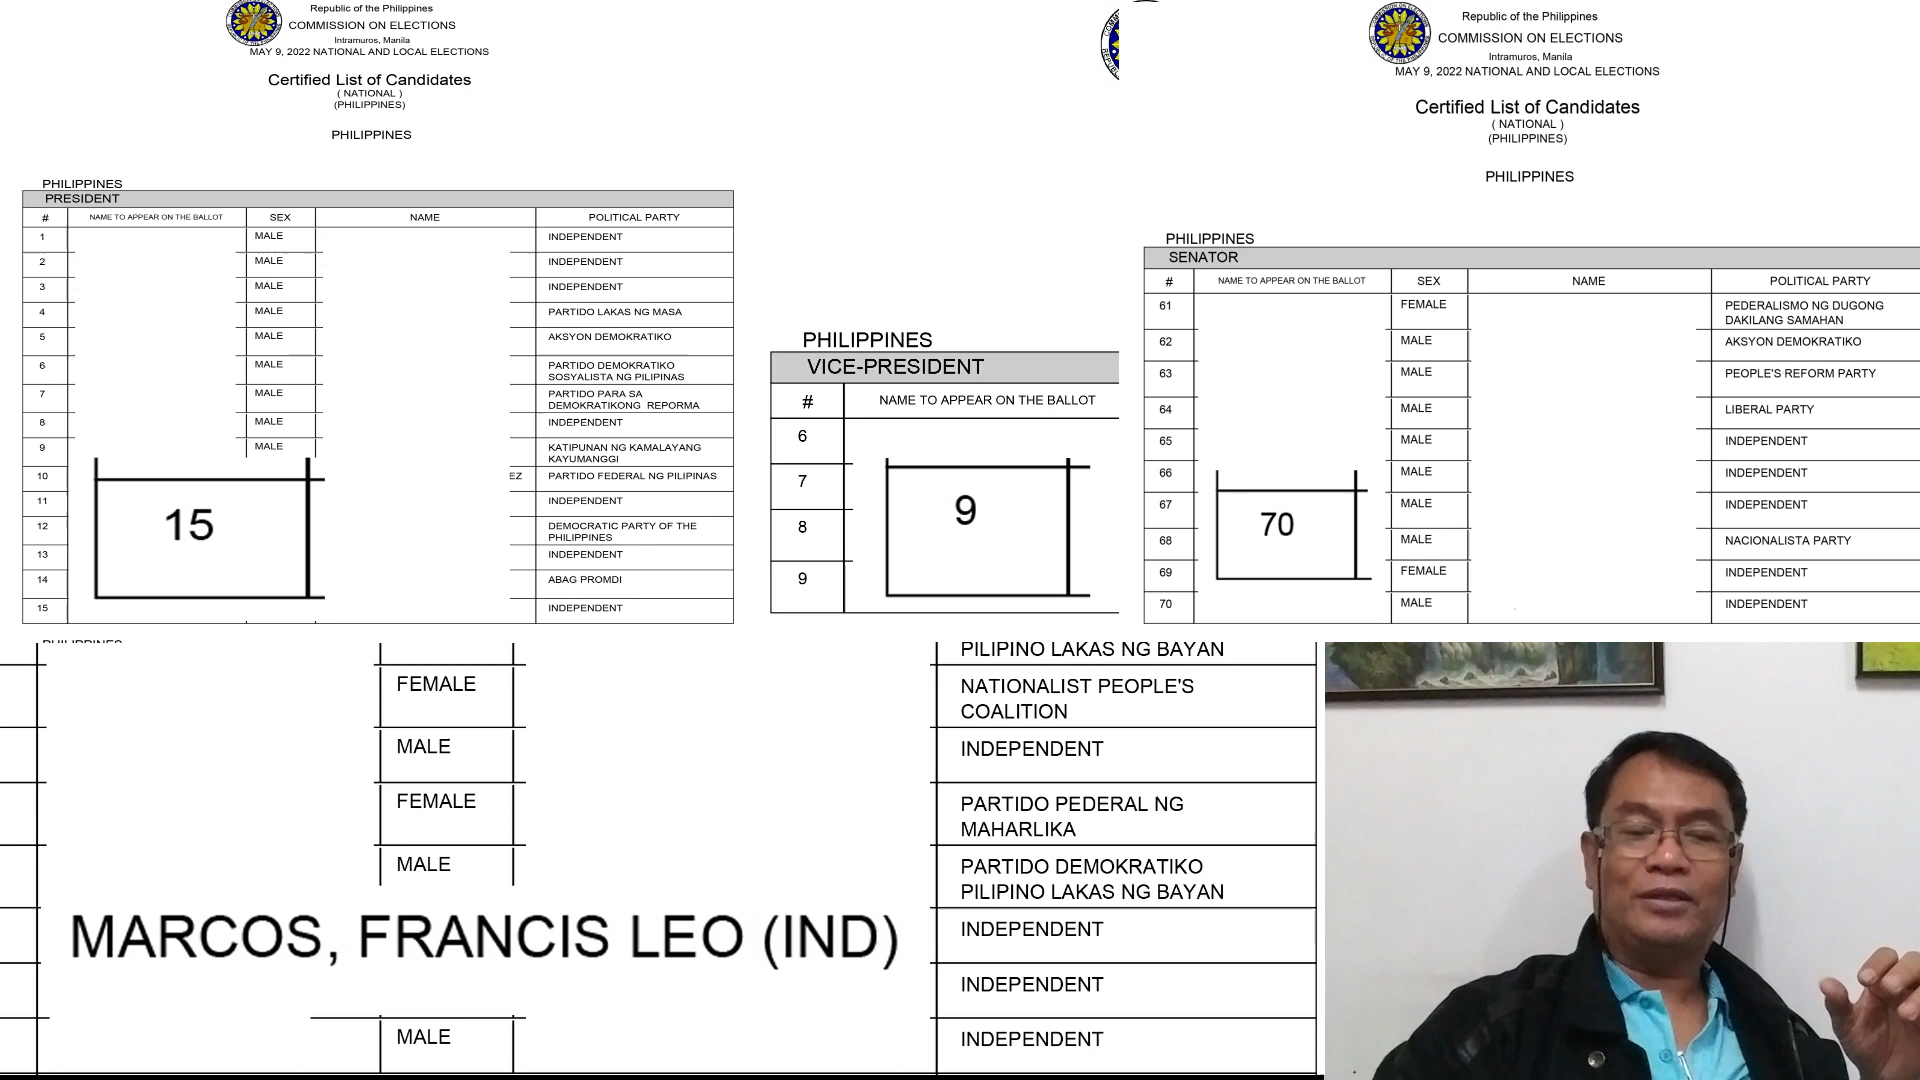 Republic of the Philippines
COMMISSION ON ELECTIONS
Intramuros, Manila
MAY 9, 2022 NATIONAL AND LOCAL ELECTIONS
Certified List of Candidates
( NATIONAL )
(PHILIPPINES)
PHILIPPINES
PHILIPPINES
PRESIDENT
# NAME TO APPEAR ON THE BALLOT SEX NAME POLITICAL PARTY
1 MALE INDEPENDENT
2 MALE INDEPENDENT
3 MALE INDEPENDENT
4 MALE PARTIDO LAKAS NG MASA
5 MALE AKSYON DEMOKRATIKO
6 MALE PARTIDO DEMOKRATIKO
SOSYALISTA NG PILIPINAS
7 MALE PARTIDO PARA SA
DEMOKRATIKONG REPORMA
8 MALE INDEPENDENT
9 MALE KATIPUNAN NG KAMALAYANG
KAYUMANGGI
10 EZ PARTIDO FEDERAL NG PILIPINAS
11 INDEPENDENT
12 DEMOCRATIC PARTY OF THE
PHILIPPINES
13 INDEPENDENT
14 ABAG PROMDI
15 INDEPENDENT
15
PHILIPPINES
VICE-PRESIDENT
# NAME TO APPEAR ON THE BALLOT
6
7
8
9
9
Republic of the Philippines
COMMISSION ON ELECTIONS
Intramuros, Manila
MAY 9, 2022 NATIONAL AND LOCAL ELECTIONS
Certified List of Candidates
( NATIONAL )
(PHILIPPINES)
PHILIPPINES
PHILIPPINES
SENATOR
# NAME TO APPEAR ON THE BALLOT SEX NAME POLITICAL PARTY
61 FEMALE PEDERALISMO NG DUGONG
DAKILANG SAMAHAN
62 MALE AKSYON DEMOKRATIKO
63 MALE PEOPLE'S REFORM PARTY
64 MALE LIBERAL PARTY
65 MALE INDEPENDENT
66 MALE INDEPENDENT
67 MALE INDEPENDENT
68 MALE NACIONALISTA PARTY
69 FEMALE INDEPENDENT
70 MALE INDEPENDENT
70
PILIPINO LAKAS NG BAYAN
FEMALE NATIONALIST PEOPLE'S
COALITION
MALE INDEPENDENT
FEMALE PARTIDO PEDERAL NG
MAHARLIKA
MALE PARTIDO DEMOKRATIKO
PILIPINO LAKAS NG BAYAN
MARCOS, FRANCIS LEO (IND) INDEPENDENT
INDEPENDENT
MALE INDEPENDENT